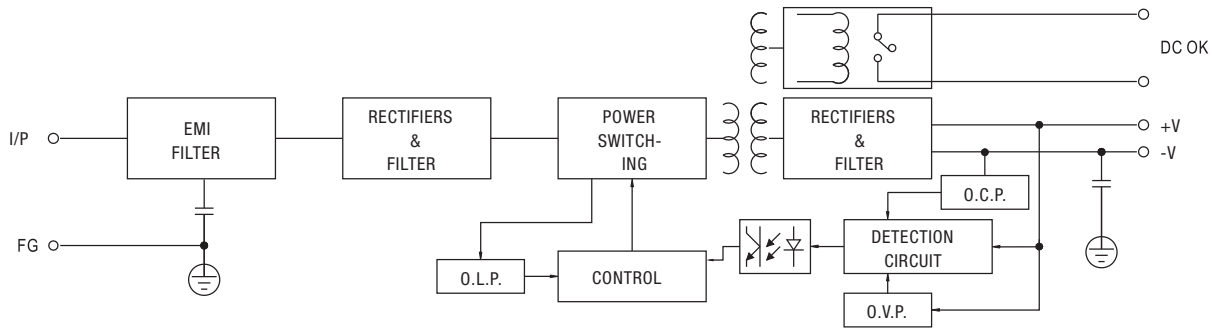 DC OK
I/P
EMI
FILTER
RECTIFIERS
&
FILTER
POWER
SWITCH-
ING
RECTIFIERS
&
FILTER
+V
-V
O.C.P.
FG
O.L.P.
CONTROL
DETECTION
CIRCUIT
O.V.P.